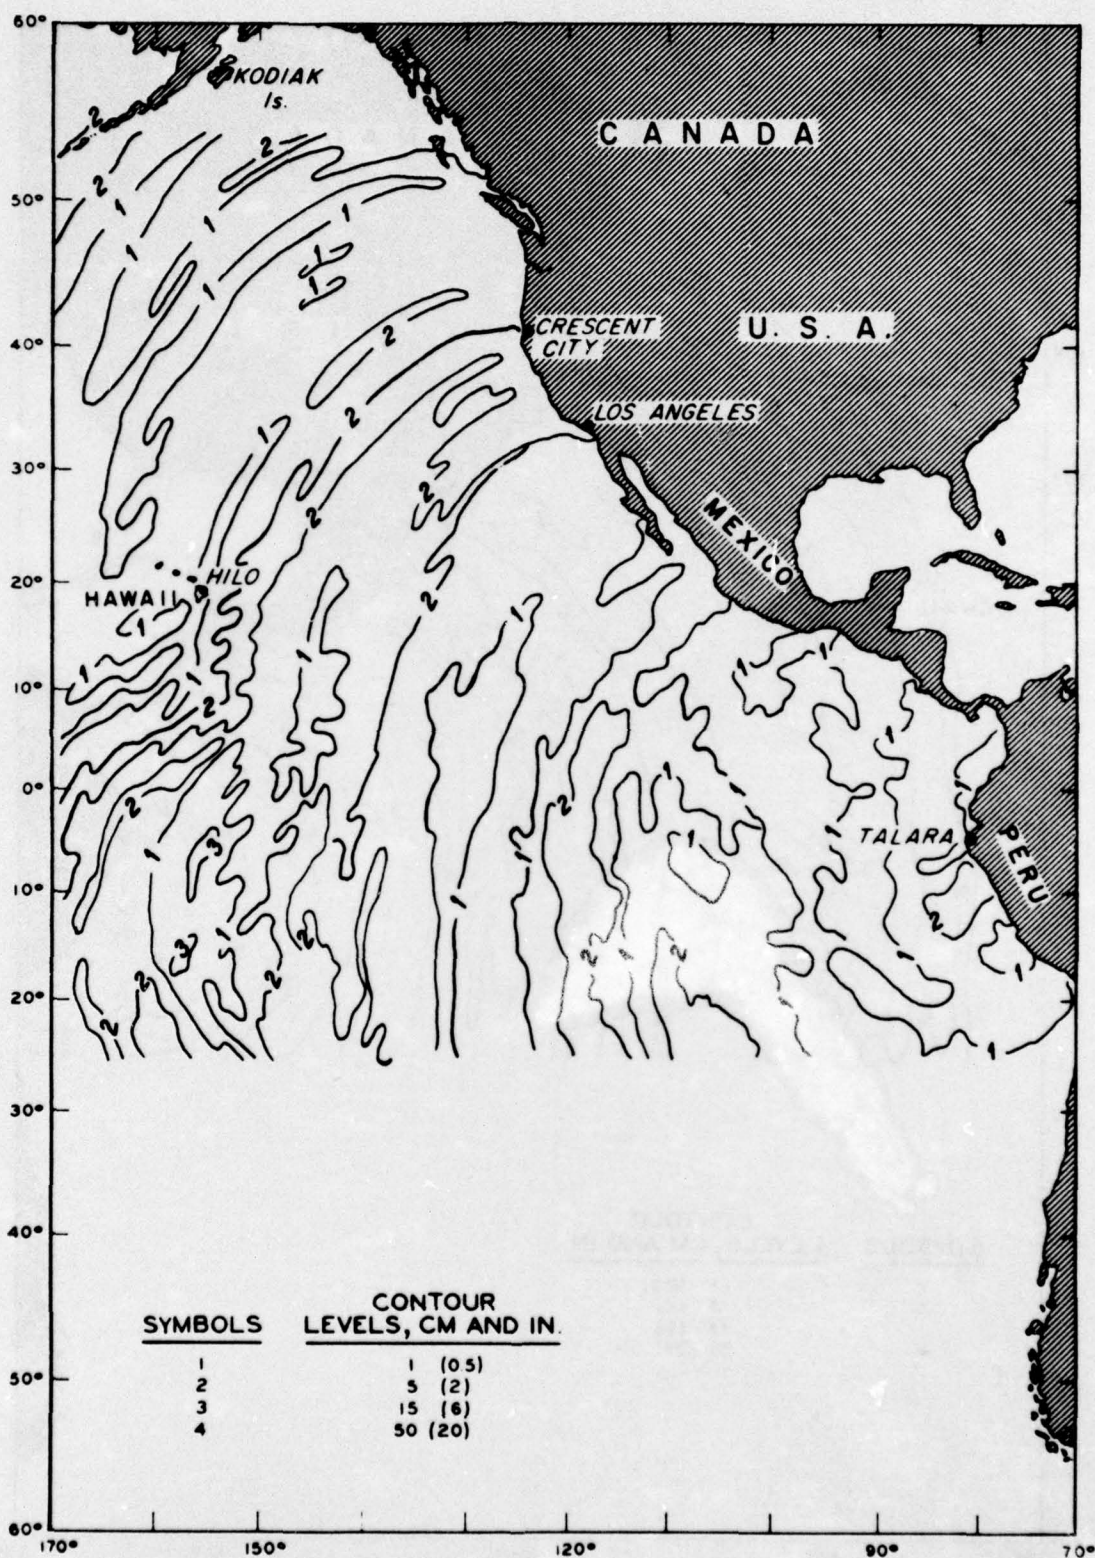 60°
KODIAK
Is.
CANADA
50°
40°
CRESCENT
CITY
U. S. A.
LOS ANGELES
30°
MEXICO
20°
HAWAII
HILO
10°
0°
TALARA
PERU
10°
20°
30°
40°
50°
60°
SYMBOLS
CONTOUR
LEVELS, CM AND IN.
1 1 (0.5)
2 5 (2)
3 15 (6)
4 50 (20)
170°
150°
120°
90°
70°